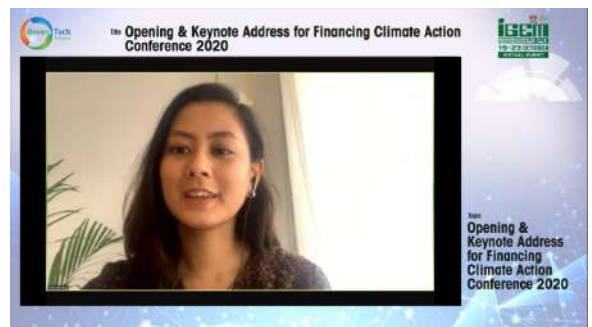 Green Tech
Title: Opening & Keynote Address for Financing Climate Action
Conference 2020
iGEM
19-23 OCTOBER
VIRTUAL EVENT
Topic:
Opening &
Keynote Address
for Financing
Climate Action
Conference 2020